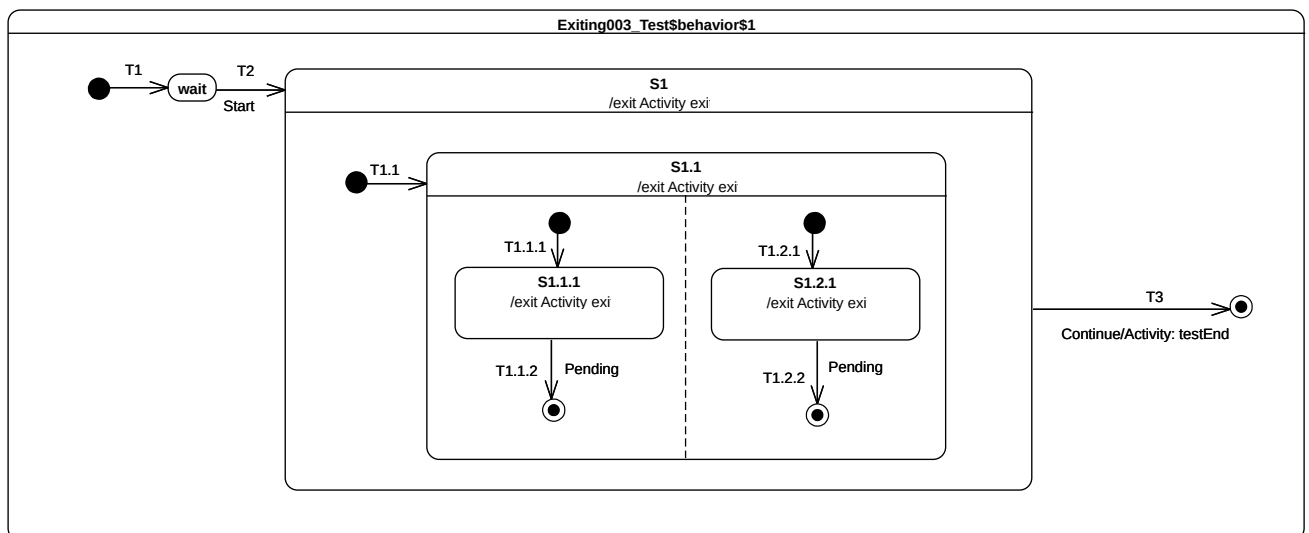 Exiting003_Test$behavior$1
T1
wait
T2
Start
S1
/exit Activity exi
T1.1
S1.1
/exit Activity exi
T1.1.1
S1.1.1
/exit Activity exi
T1.1.2
Pending
T1.2.1
S1.2.1
/exit Activity exi
T1.2.2
Pending
T3
Continue/Activity: testEnd